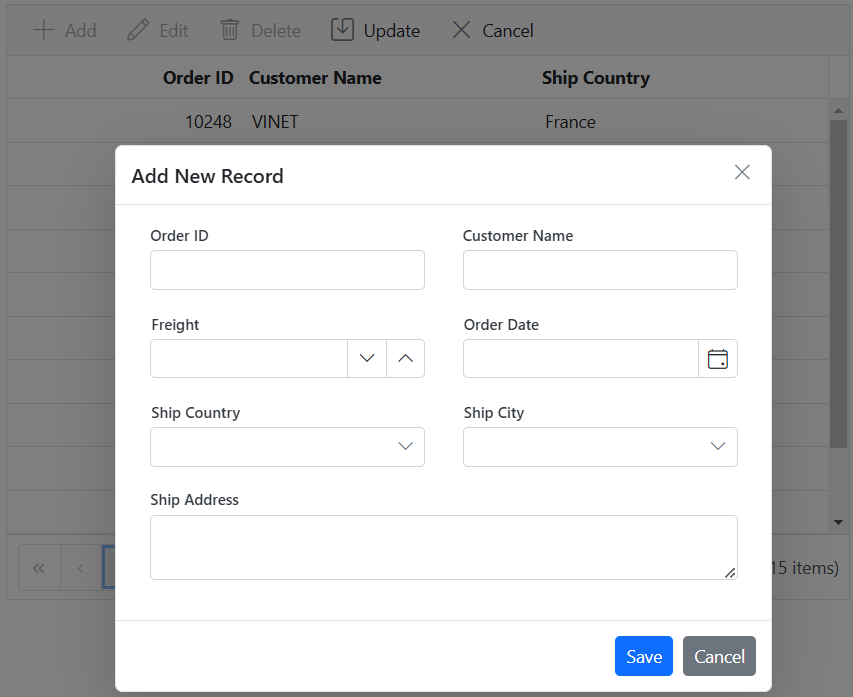 Add Edit Delete Update Cancel
Order ID Customer Name Ship Country
10248 VINET France
Add New Record
Order ID Customer Name
Freight Order Date
Ship Country Ship City
Ship Address
15 items)
Save Cancel